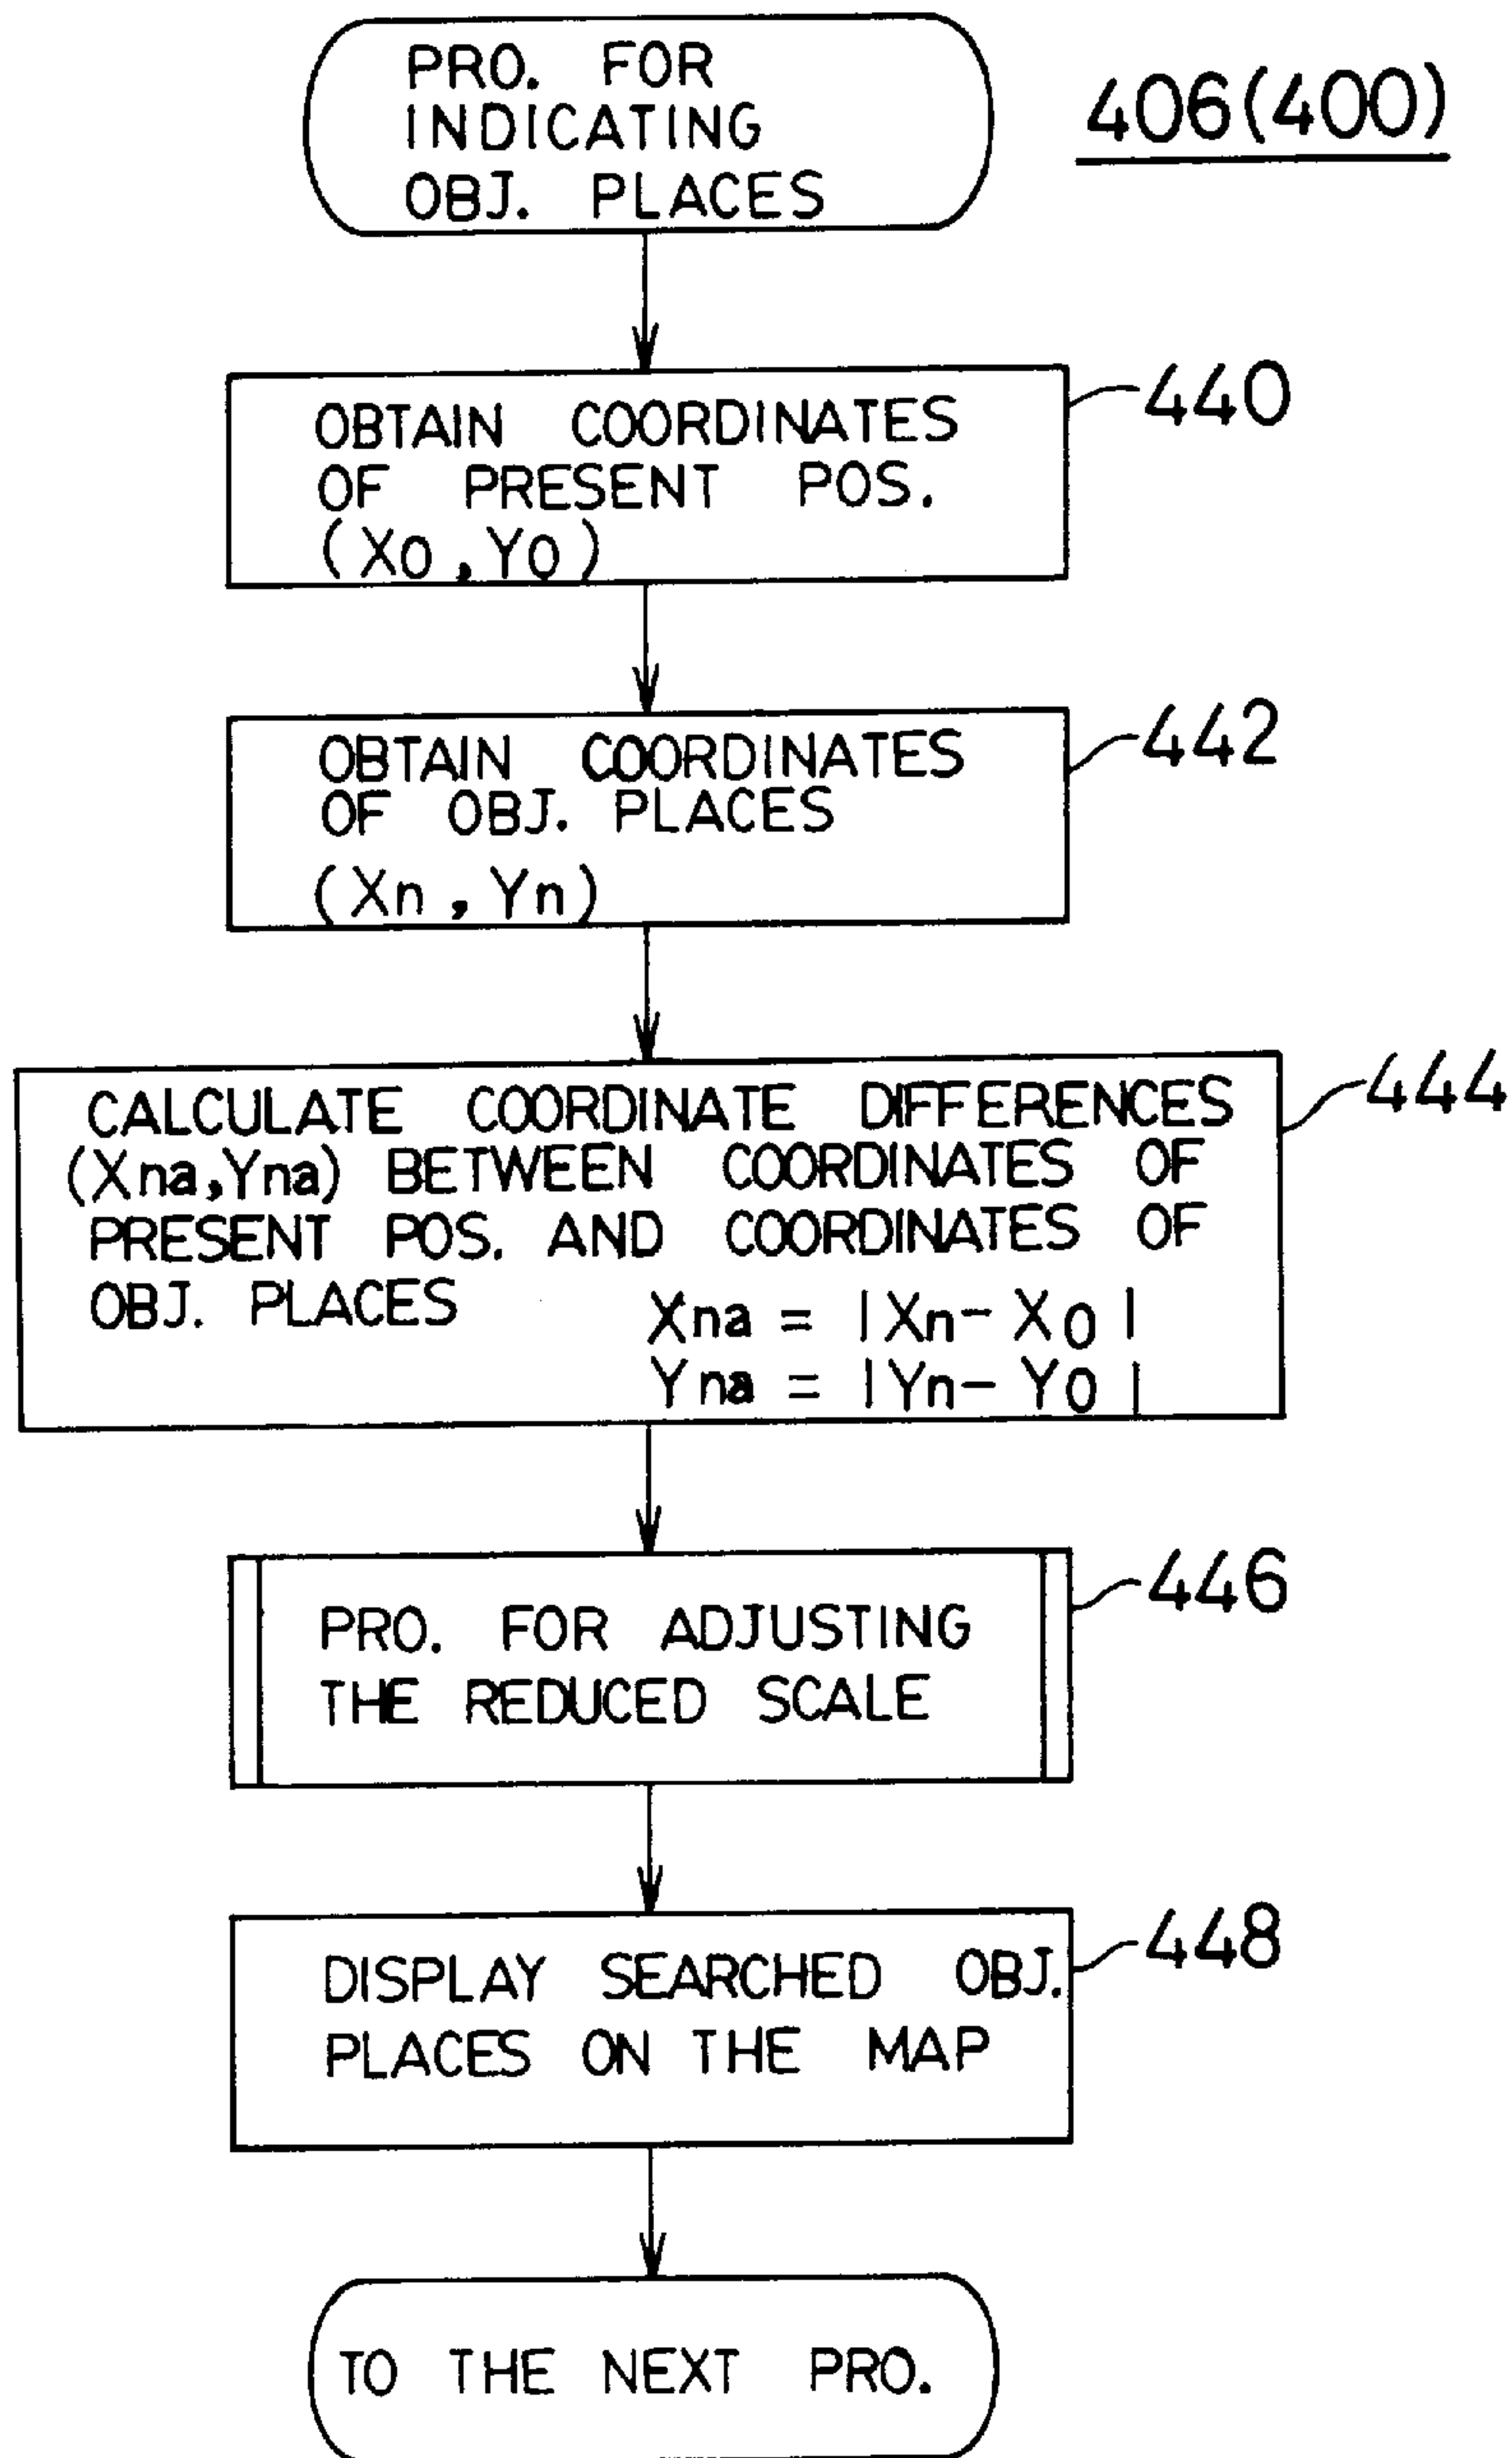 PRO. FOR
INDICATING
OBJ. PLACES
406(400)
OBTAIN COORDINATES
OF PRESENT POS.
(X0,Y0)
440
OBTAIN COORDINATES
OF OBJ. PLACES
(Xn,Yn)
442
CALCULATE COORDINATE DIFFERENCES
(Xna,Yna) BETWEEN COORDINATES OF
PRESENT POS. AND COORDINATES OF
OBJ. PLACES
Xna = |Xn- X0|
Yna = |Yn- Y0|
444
PRO. FOR ADJUSTING
THE REDUCED SCALE
446
DISPLAY SEARCHED OBJ.
PLACES ON THE MAP
448
TO THE NEXT PRO.